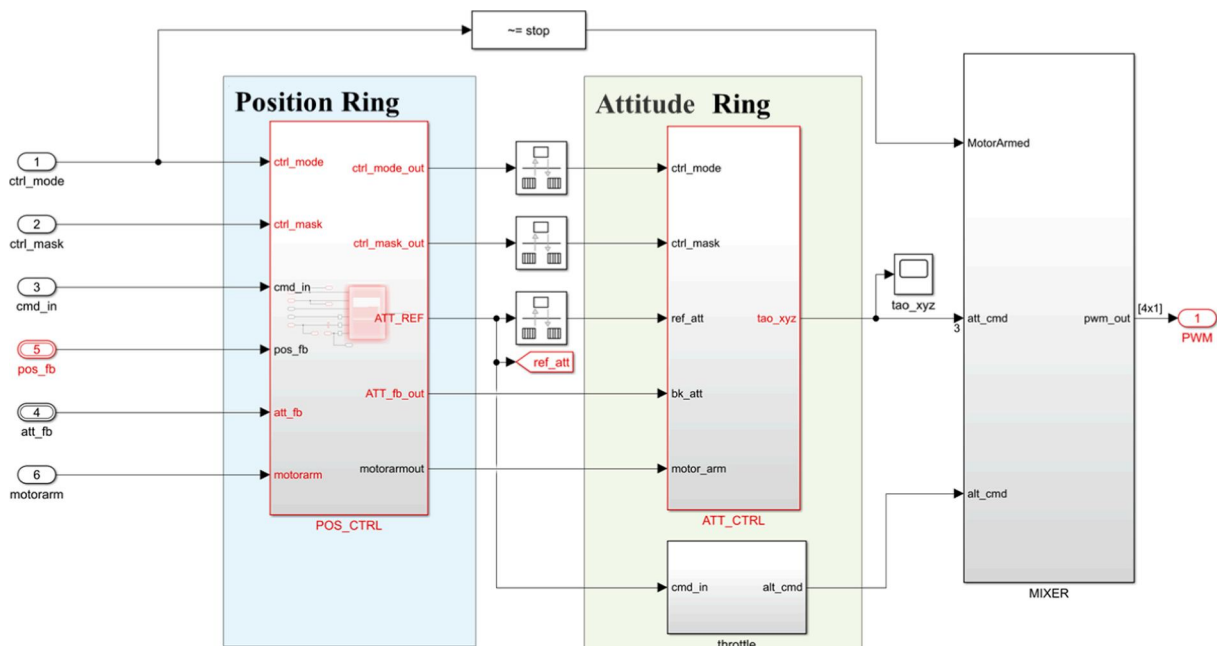 ~= stop
Position Ring
Attitude Ring
1
ctrl_mode
2
ctrl_mask
3
cmd_in
5
pos_fb
4
att_fb
6
motorarm
ctrl_mode
ctrl_mask
cmd_in
pos_fb
att_fb
motorarm
ctrl_mode_out
ctrl_mask_out
ATT_REF
ATT_fb_out
motorarmout
POS_CTRL
ref_att
ctrl_mode
ctrl_mask
ref_att
bk_att
motor_arm
tao_xyz
ATT_CTRL
cmd_in
alt_cmd
throttle
tao_xyz
MotorArmed
att_cmd
3
alt_cmd
pwm_out
MIXER
[4x1]
1
PWM